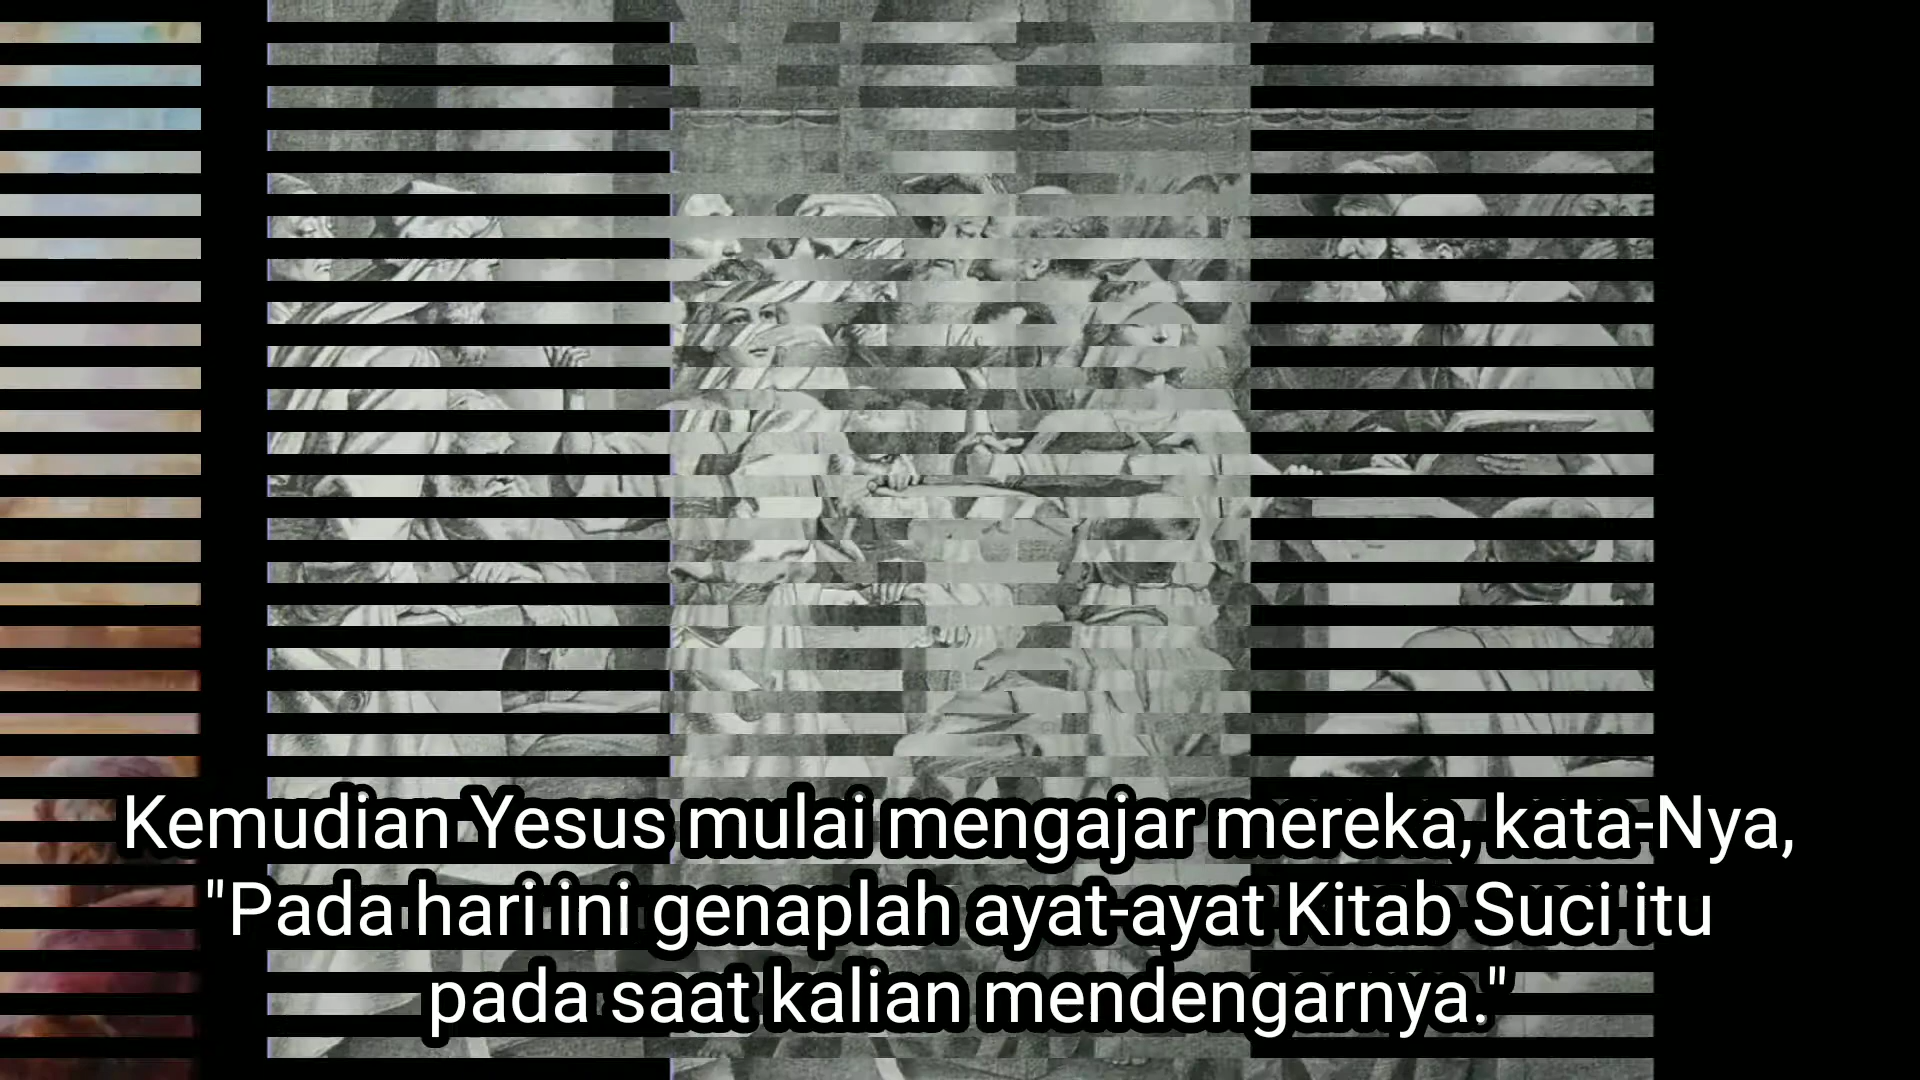 Kemudian Yesus mulai mengajar mereka, kata-Nya,
"Pada hari ini genaplah ayat-ayat Kitab Suci itu
pada saat kalian mendengarnya."